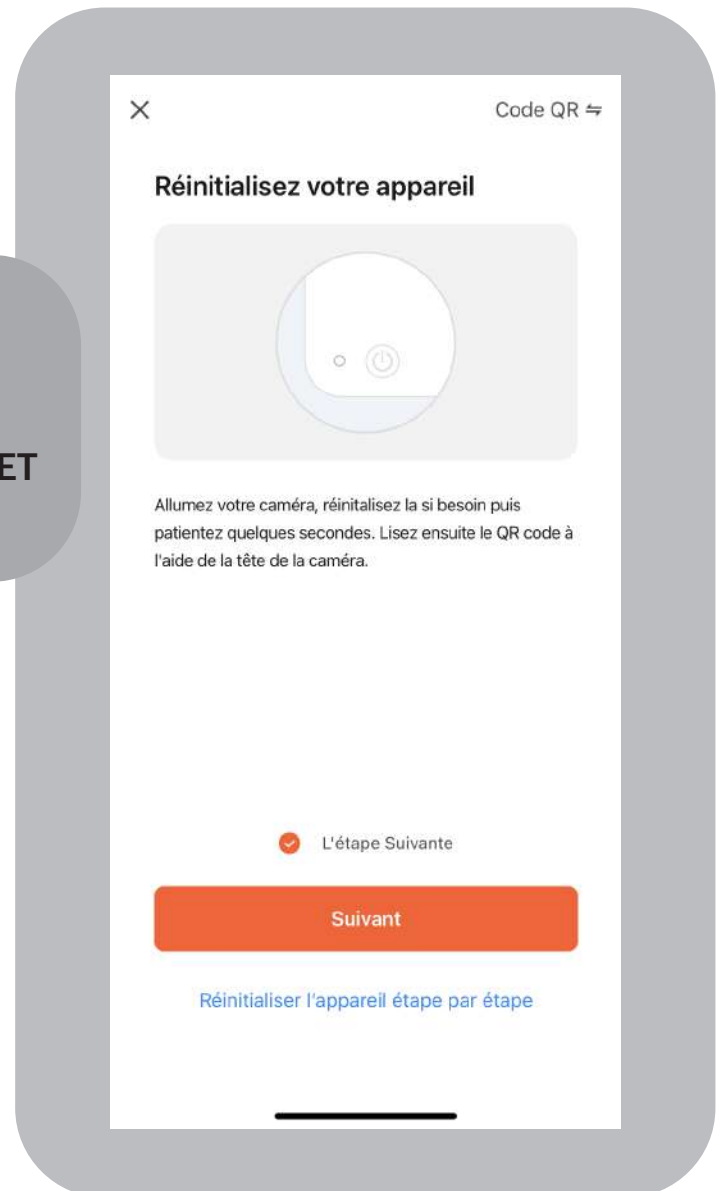 Code QR ⇋
Réinitialisez votre appareil
ET
Allumez votre caméra, réinitalisez la si besoin puis
patientez quelques secondes. Lisez ensuite le QR code à
l'aide de la tête de la caméra.
L'étape Suivante
Suivant
Réinitialiser l'appareil étape par étape